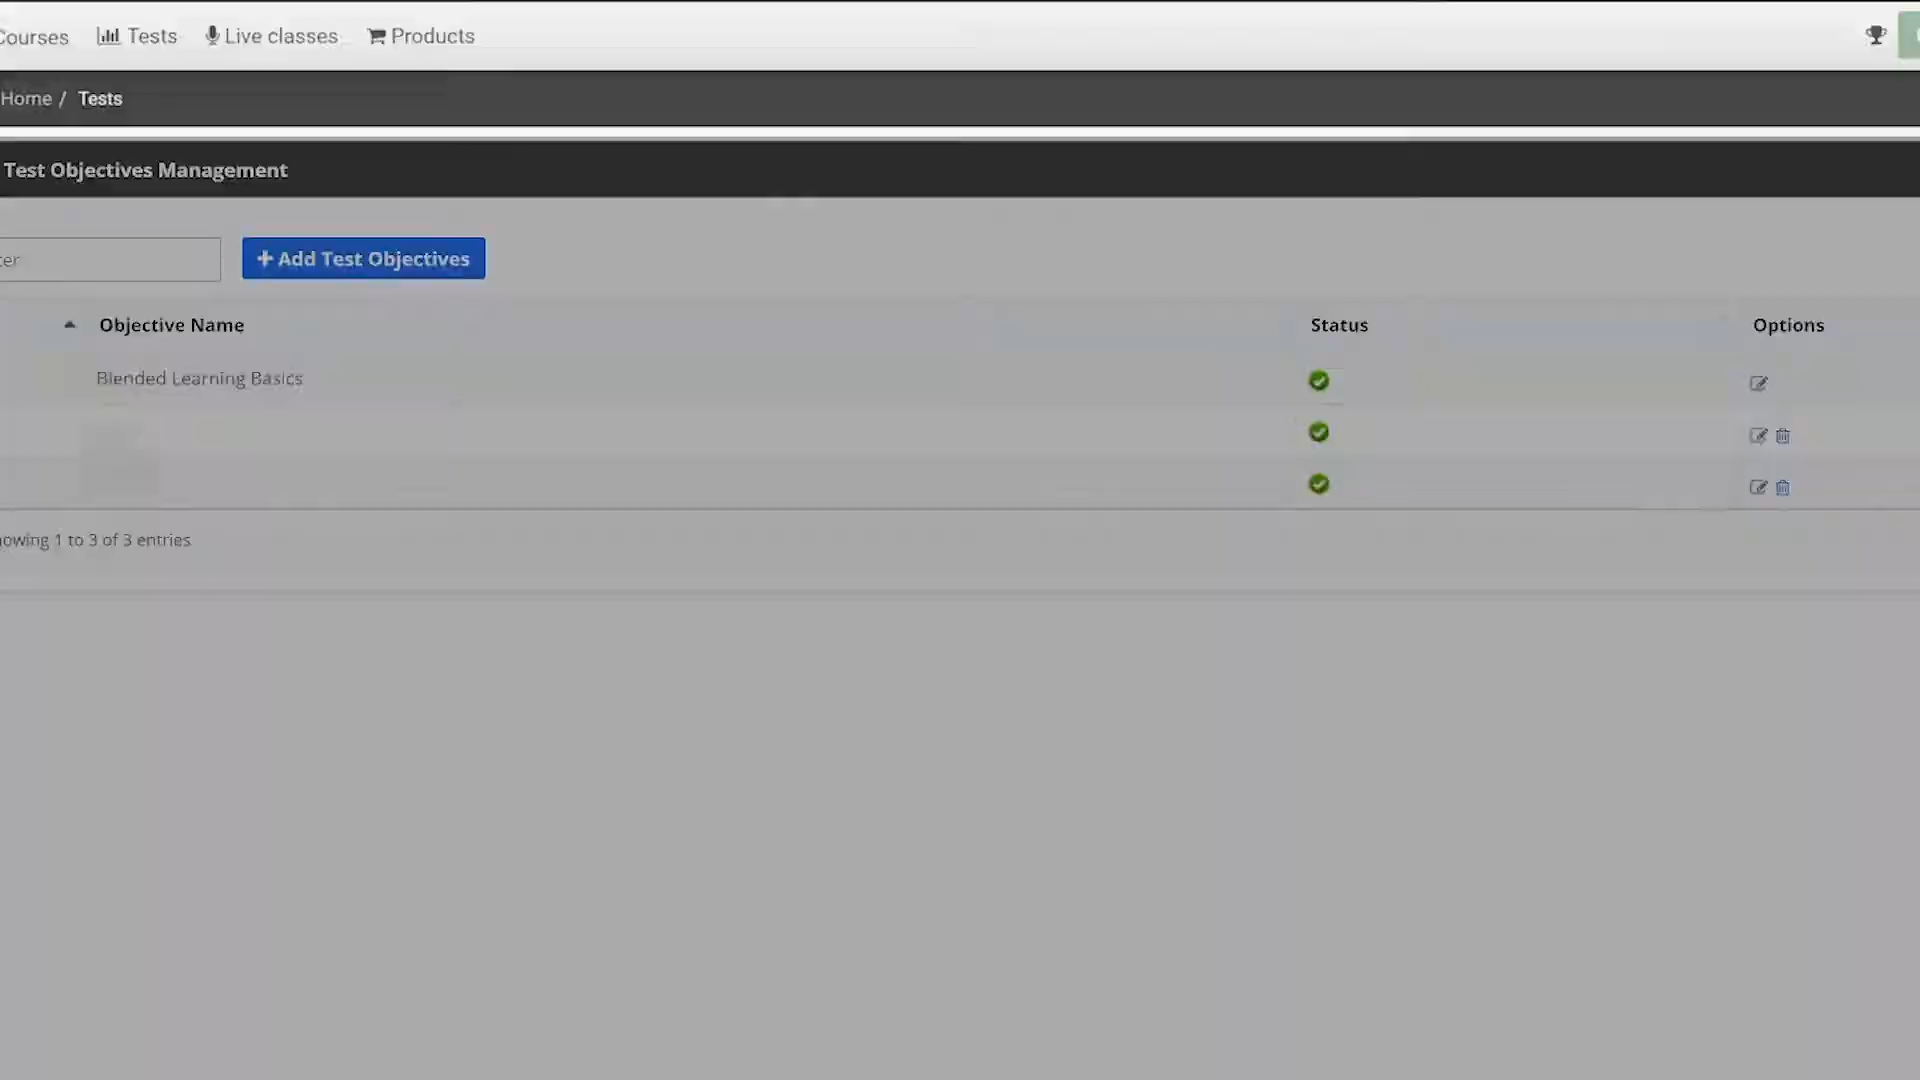 Courses Tests Live classes Products
Home / Tests
Test Objectives Management
+ Add Test Objectives
Objective Name Status Options
Blended Learning Basics
owing 1 to 3 of 3 entries